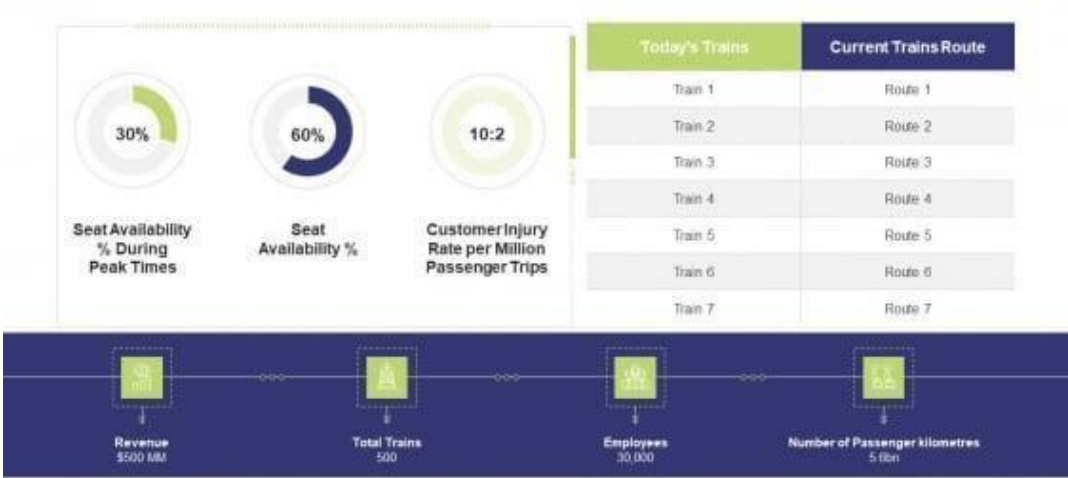 30%
60%
10:2
Seat Availability
% During
Peak Times
Seat
Availability %
Customer Injury
Rate per Million
Passenger Trips
Today's Trains Current Trains Route
Train 1 Route 1
Train 2 Route 2
Train 3 Route 3
Train 4 Route 4
Train 5 Route 5
Train 6 Route 6
Train 7 Route 7
Revenue
$500 MM
Total Trains
500
Employees
30,000
Number of Passenger kilometres